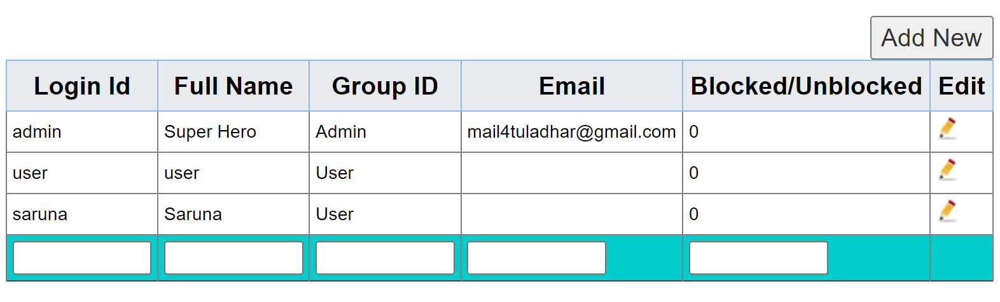 Add New
Login Id Full Name Group ID Email Blocked/Unblocked Edit
admin Super Hero Admin mail4tuladhar@gmail.com 0
user user User 0
saruna Saruna User 0